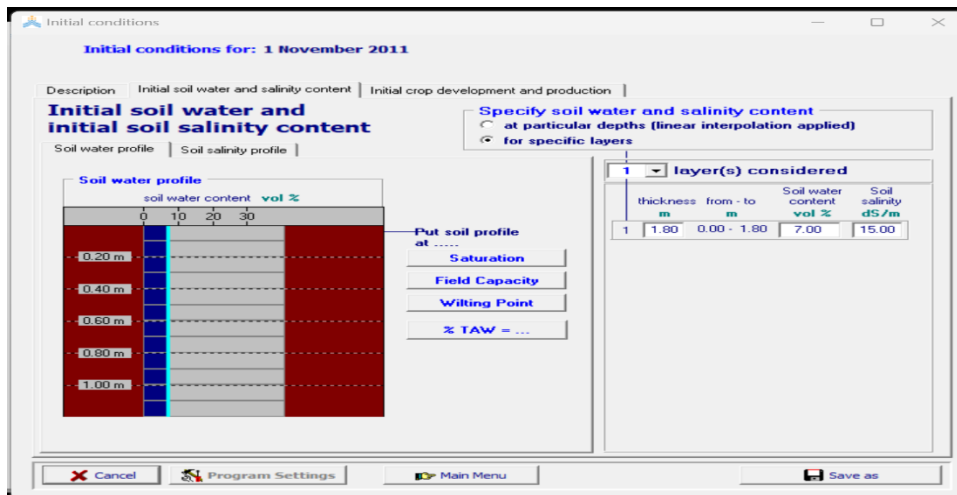 Initial conditions
Initial conditions for: 1 November 2011
Description Initial soil water and salinity content Initial crop development and production
Initial soil water and
initial soil salinity content
Specify soil water and salinity content
at particular depths (linear interpolation applied)
for specific layers
Soil water profile Soil salinity profile
Soil water profile
soil water content vol %
0 10 20 30
0.20 m
0.40 m
0.60 m
0.80 m
1.00 m
Put soil profile
at .....
Saturation
Field Capacity
Wilting Point
% TAW = ...
1 layer(s) considered
thickness from - to Soil water content Soil salinity
m m vol % dS/m
1 1.80 0.00 - 1.80 7.00 15.00
Cancel Program Settings Main Menu Save as